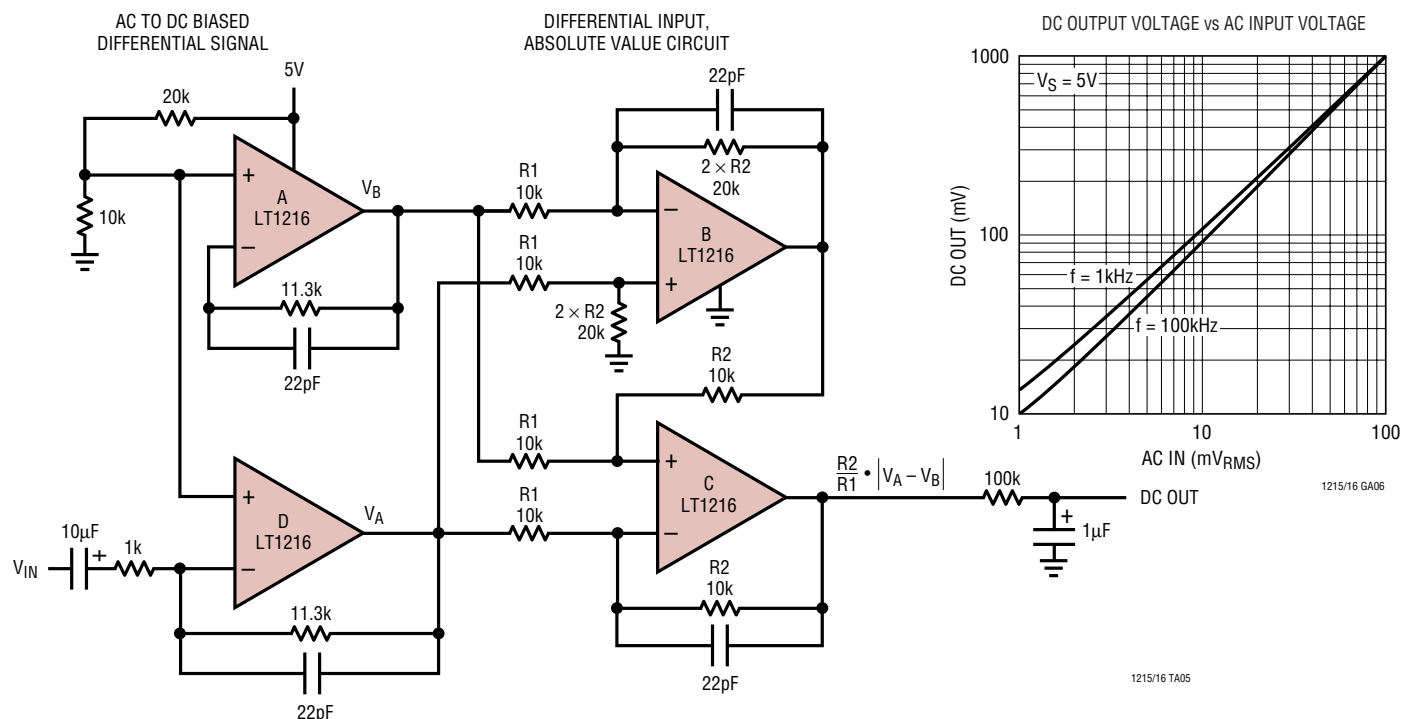 AC TO DC BIASED
DIFFERENTIAL SIGNAL
5V
20k
10k
+
A
LT1216
−
V_B
11.3k
22pF
+
D
LT1216
−
V_A
V_IN
10µF
+
1k
11.3k
22pF
DIFFERENTIAL INPUT,
ABSOLUTE VALUE CIRCUIT
22pF
2 × R2
20k
R1
10k
R1
10k
−
B
LT1216
+
2 × R2
20k
R2
10k
R1
10k
R1
10k
+
C
LT1216
−
R2
10k
22pF
R2/R1 • |V_A – V_B|
100k
DC OUT
+
1µF
DC OUTPUT VOLTAGE vs AC INPUT VOLTAGE
1000
V_S = 5V
DC OUT (mV)
100
f = 1kHz
f = 100kHz
10
1
10
100
AC IN (mV_RMS)
1215/16 GA06
1215/16 TA05